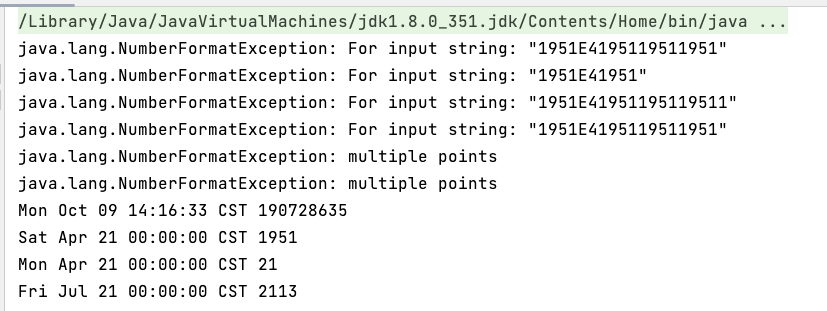 /Library/Java/JavaVirtualMachines/jdk1.8.0_351.jdk/Contents/Home/bin/java ...
java.lang.NumberFormatException: For input string: "1951E4195119511951"
java.lang.NumberFormatException: For input string: "1951E41951"
java.lang.NumberFormatException: For input string: "1951E41951195119511"
java.lang.NumberFormatException: For input string: "1951E4195119511951"
java.lang.NumberFormatException: multiple points
java.lang.NumberFormatException: multiple points
Mon Oct 09 14:16:33 CST 190728635
Sat Apr 21 00:00:00 CST 1951
Mon Apr 21 00:00:00 CST 21
Fri Jul 21 00:00:00 CST 2113